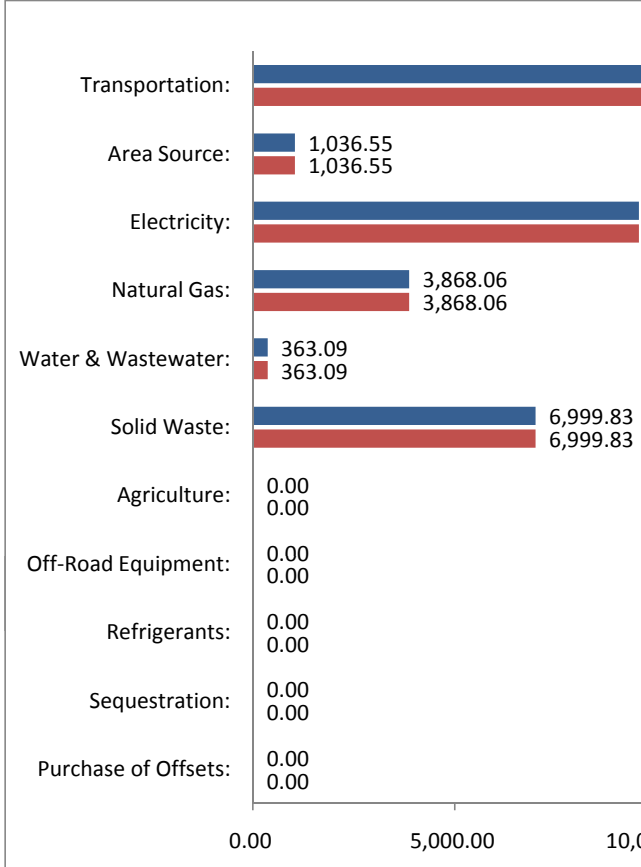 Transportation:
Area Source:
1,036.55
1,036.55
Electricity:
Natural Gas:
3,868.06
3,868.06
Water & Wastewater:
363.09
363.09
Solid Waste:
6,999.83
6,999.83
Agriculture:
0.00
0.00
Off-Road Equipment:
0.00
0.00
Refrigerants:
0.00
0.00
Sequestration:
0.00
0.00
Purchase of Offsets:
0.00
0.00
0.00 5,000.00 10,0